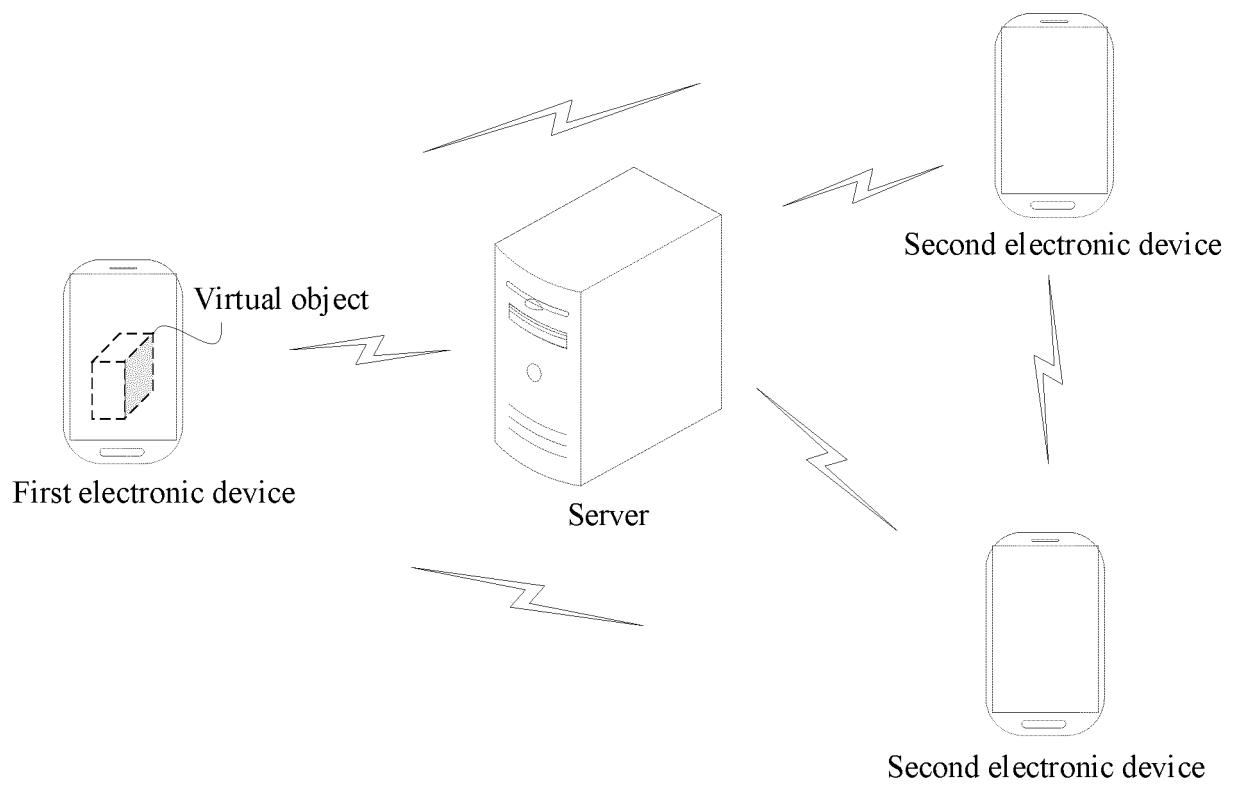 Second electronic device
Virtual object
First electronic device
Server
Second electronic device